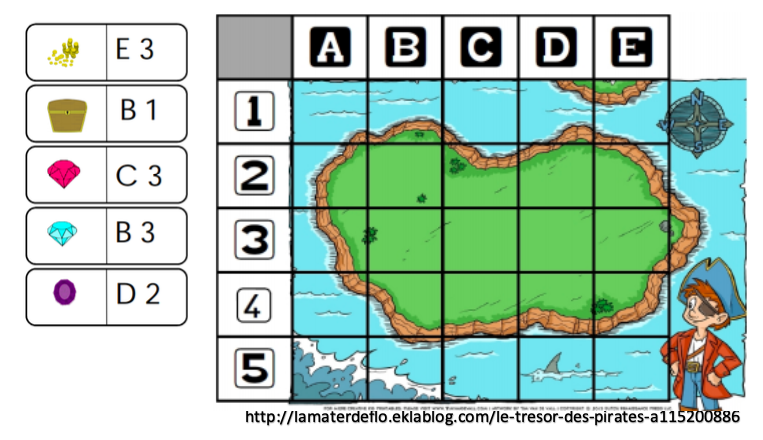 E 3
B 1
C 3
B 3
D 2
A B C D E
1
2
3
4
5
N
S
http://lamaterdeflo.eklablog.com/le-tresor-des-pirates-a115200886